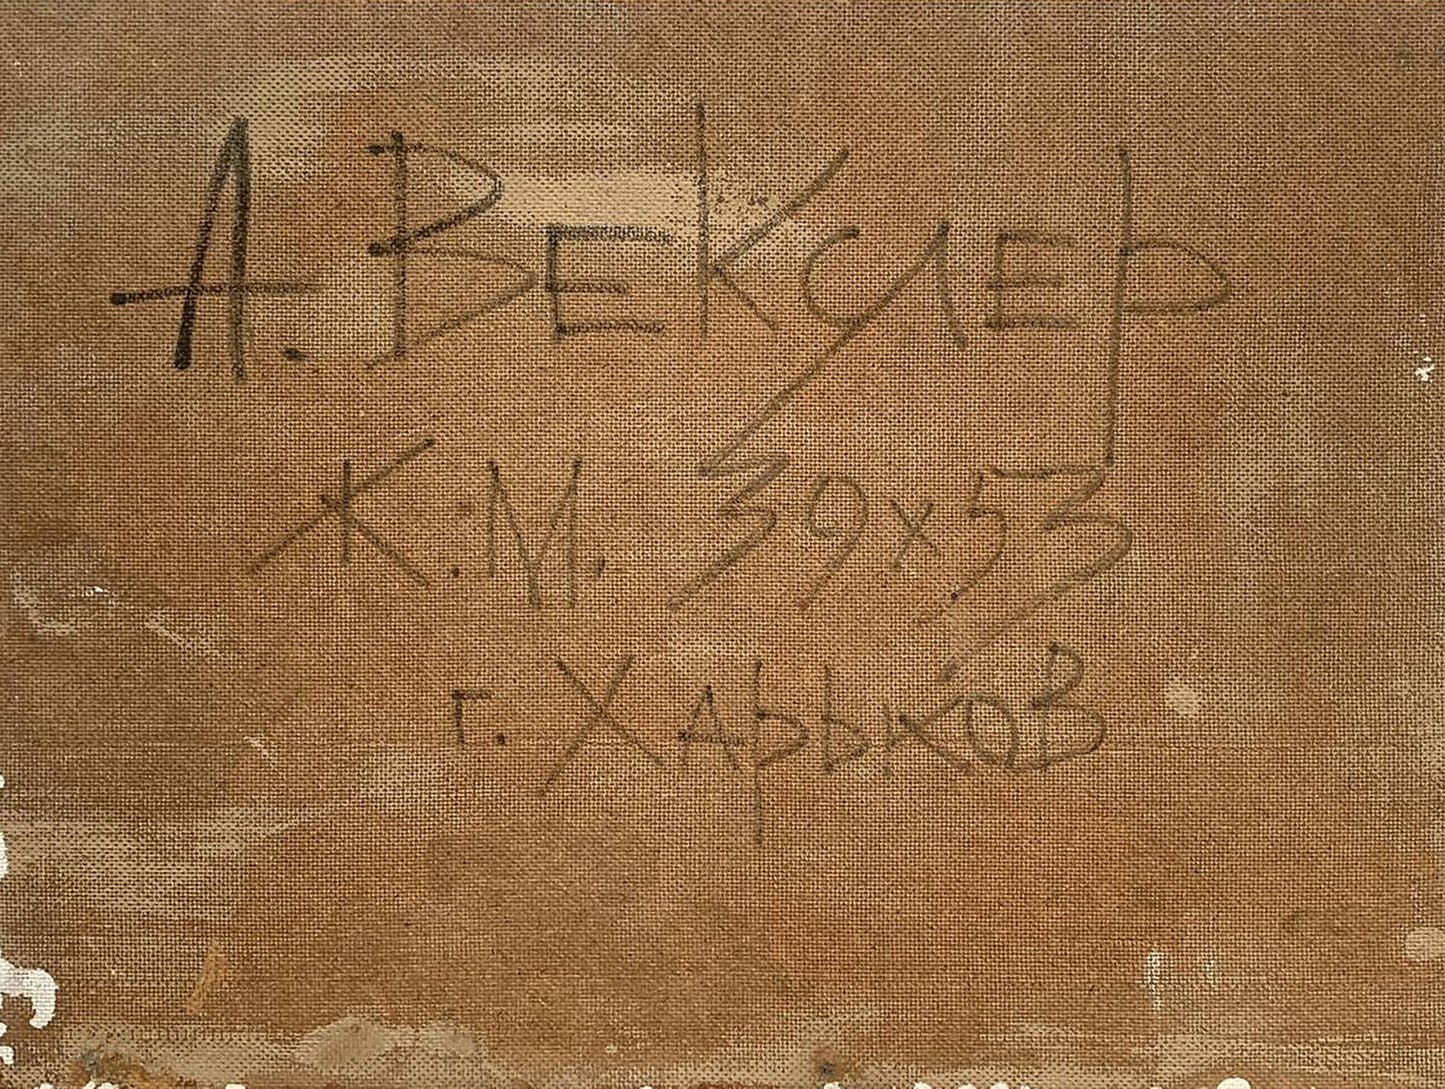 А. Векслер
К.М. 39х53
г. Харьков